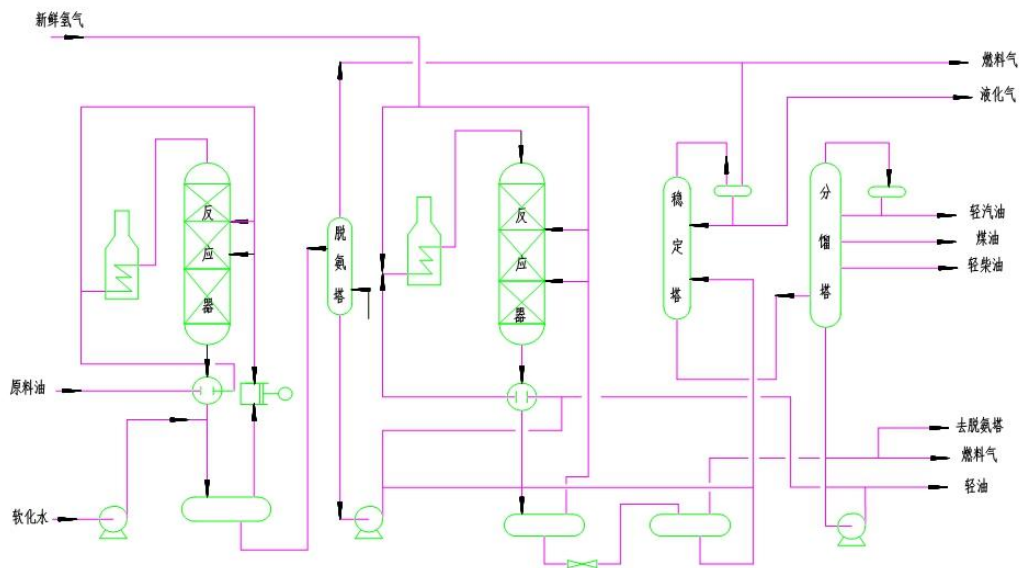 新鲜氢气
燃料气
液化气
反应器
脱氨塔
反应器
稳定塔
分馏塔
轻汽油
煤油
轻柴油
原料油
去脱氨塔
燃料气
轻油
软化水